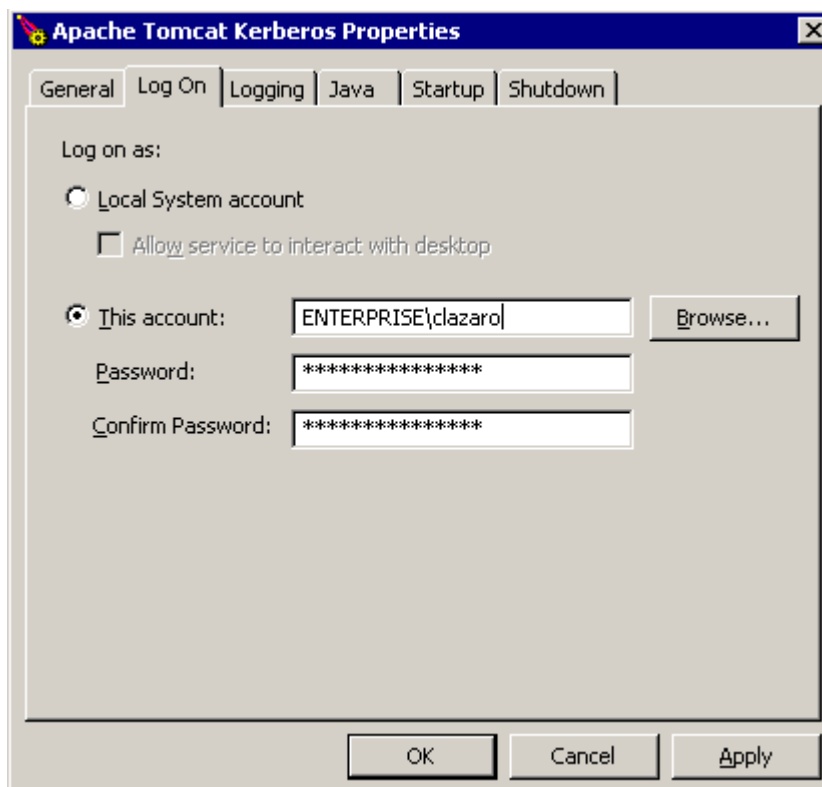 Apache Tomcat Kerberos Properties
General Log On Logging Java Startup Shutdown
Log on as:
Local System account
Allow service to interact with desktop
This account: ENTERPRISE\clazaro Browse...
Password: ***************
Confirm Password: ***************
OK Cancel Apply